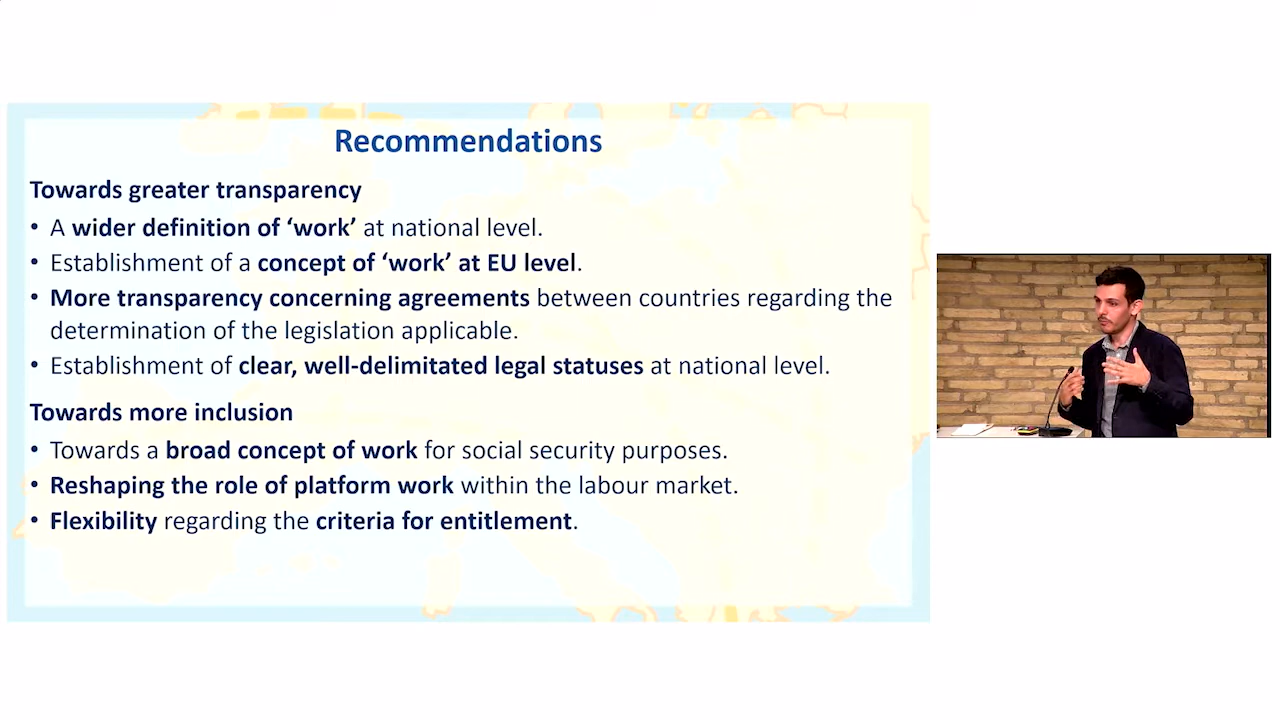 Recommendations
Towards greater transparency
• A wider definition of ‘work’ at national level.
• Establishment of a concept of ‘work’ at EU level.
• More transparency concerning agreements between countries regarding the
determination of the legislation applicable.
• Establishment of clear, well-delimitated legal statuses at national level.
Towards more inclusion
• Towards a broad concept of work for social security purposes.
• Reshaping the role of platform work within the labour market.
• Flexibility regarding the criteria for entitlement.